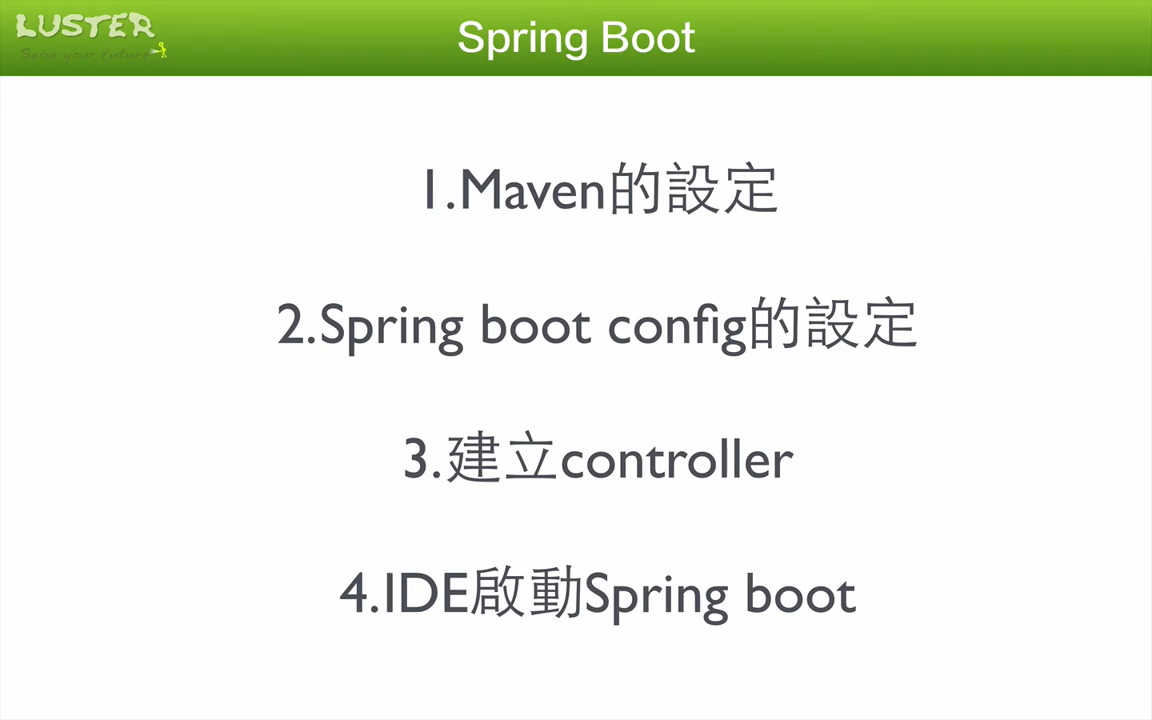 LUSTER
Seize your future
Spring Boot
1.Maven的設定
2.Spring boot config的設定
3.建立controller
4.IDE啟動Spring boot